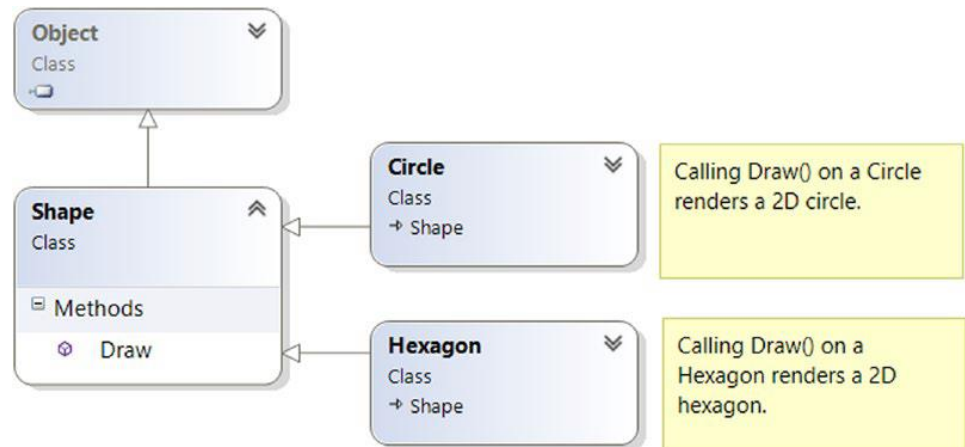 Object
Class
Shape
Class
Methods
Draw
Circle
Class
Shape
Calling Draw() on a Circle
renders a 2D circle.
Hexagon
Class
Shape
Calling Draw() on a
Hexagon renders a 2D
hexagon.